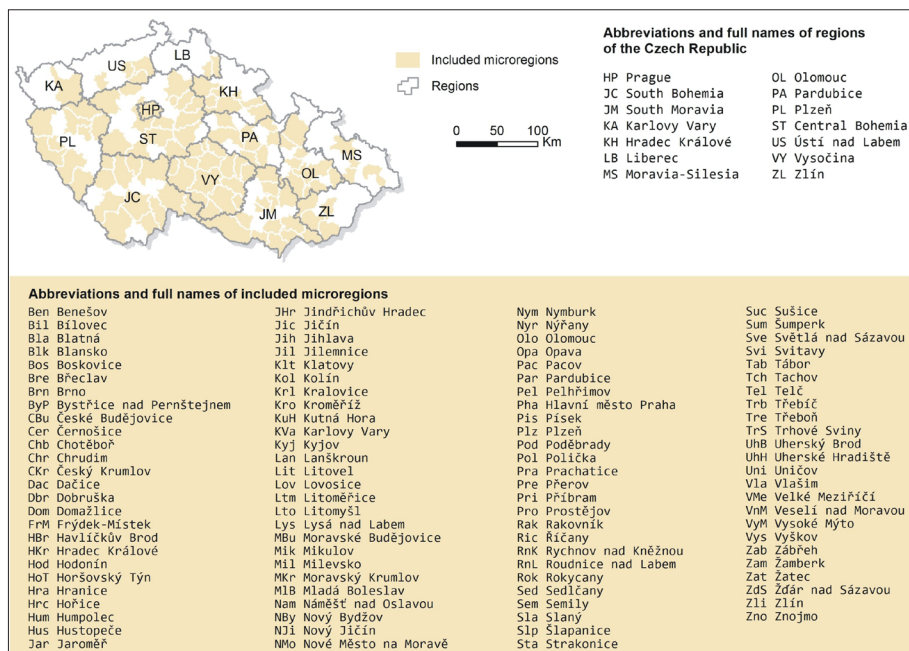 LB
US
KA
KH
HP
ST
PL
PA
MS
OL
VY
JC
JM
ZL
Included microregions
Regions
0 50 100
Km
Abbreviations and full names of regions
of the Czech Republic
HP Prague
JC South Bohemia
JM South Moravia
KA Karlovy Vary
KH Hradec Králové
LB Liberec
MS Moravia-Silesia
OL Olomouc
PA Pardubice
PL Plzeň
ST Central Bohemia
US Ústí nad Labem
VY Vysočina
ZL Zlín
Abbreviations and full names of included microregions
Ben Benešov
Bil Bílovec
Bla Blatná
Blk Blansko
Bos Boskovice
Bre Břeclav
Brn Brno
ByP Bystřice nad Pernštejnem
CBu České Budějovice
Cer Černošice
Chb Chotěboř
Chr Chrudim
CKr Český Krumlov
Dac Dačice
Dbr Dobruška
Dom Domažlice
FrM Frýdek-Místek
HBr Havlíčkův Brod
HKr Hradec Králové
Hod Hodonín
HoT Horšovský Týn
Hra Hranice
Hrc Hořice
Hum Humpolec
Hus Hustopeče
Jar Jaroměř
JHr Jindřichův Hradec
Jic Jičín
Jih Jihlava
Jil Jilemnice
Klt Klatovy
Kol Kolín
Krl Kralovice
Kro Kroměříž
KuH Kutná Hora
KVa Karlovy Vary
Kyj Kyjov
Lan Lanškroun
Lit Litovel
Lov Lovosice
Ltm Litoměřice
Lto Litomyšl
Lys Lysá nad Labem
MBu Moravské Budějovice
Mik Mikulov
Mil Milevsko
MKr Moravský Krumlov
MlB Mladá Boleslav
Nam Náměšť nad Oslavou
NBy Nový Bydžov
NJi Nový Jičín
NMo Nové Město na Moravě
Nym Nymburk
Nyr Nýřany
Olo Olomouc
Opa Opava
Pac Pacov
Par Pardubice
Pel Pelhřimov
Pha Hlavní město Praha
Pis Písek
Plz Plzeň
Pod Poděbrady
Pol Polička
Pra Prachatice
Pre Přerov
Pri Příbram
Pro Prostějov
Rak Rakovník
Ric Říčany
RnK Rychnov nad Kněžnou
RnL Roudnice nad Labem
Rok Rokycany
Sed Sedlčany
Sem Semily
Sla Slaný
Slp Šlapanice
Sta Strakonice
Suc Sušice
Sum Šumperk
Sve Světlá nad Sázavou
Svi Svitavy
Tab Tábor
Tch Tachov
Tel Telč
Trb Třebíč
Tre Třeboň
TrS Trhové Sviny
UhB Uherský Brod
UhH Uherské Hradiště
Uni Uničov
Vla Vlašim
VMe Velké Meziříčí
VnM Veselí nad Moravou
VyM Vysoké Mýto
Vys Vyškov
Zab Zábřeh
Zam Žamberk
Zat Žatec
ZdS Žďár nad Sázavou
Zli Zlín
Zno Znojmo